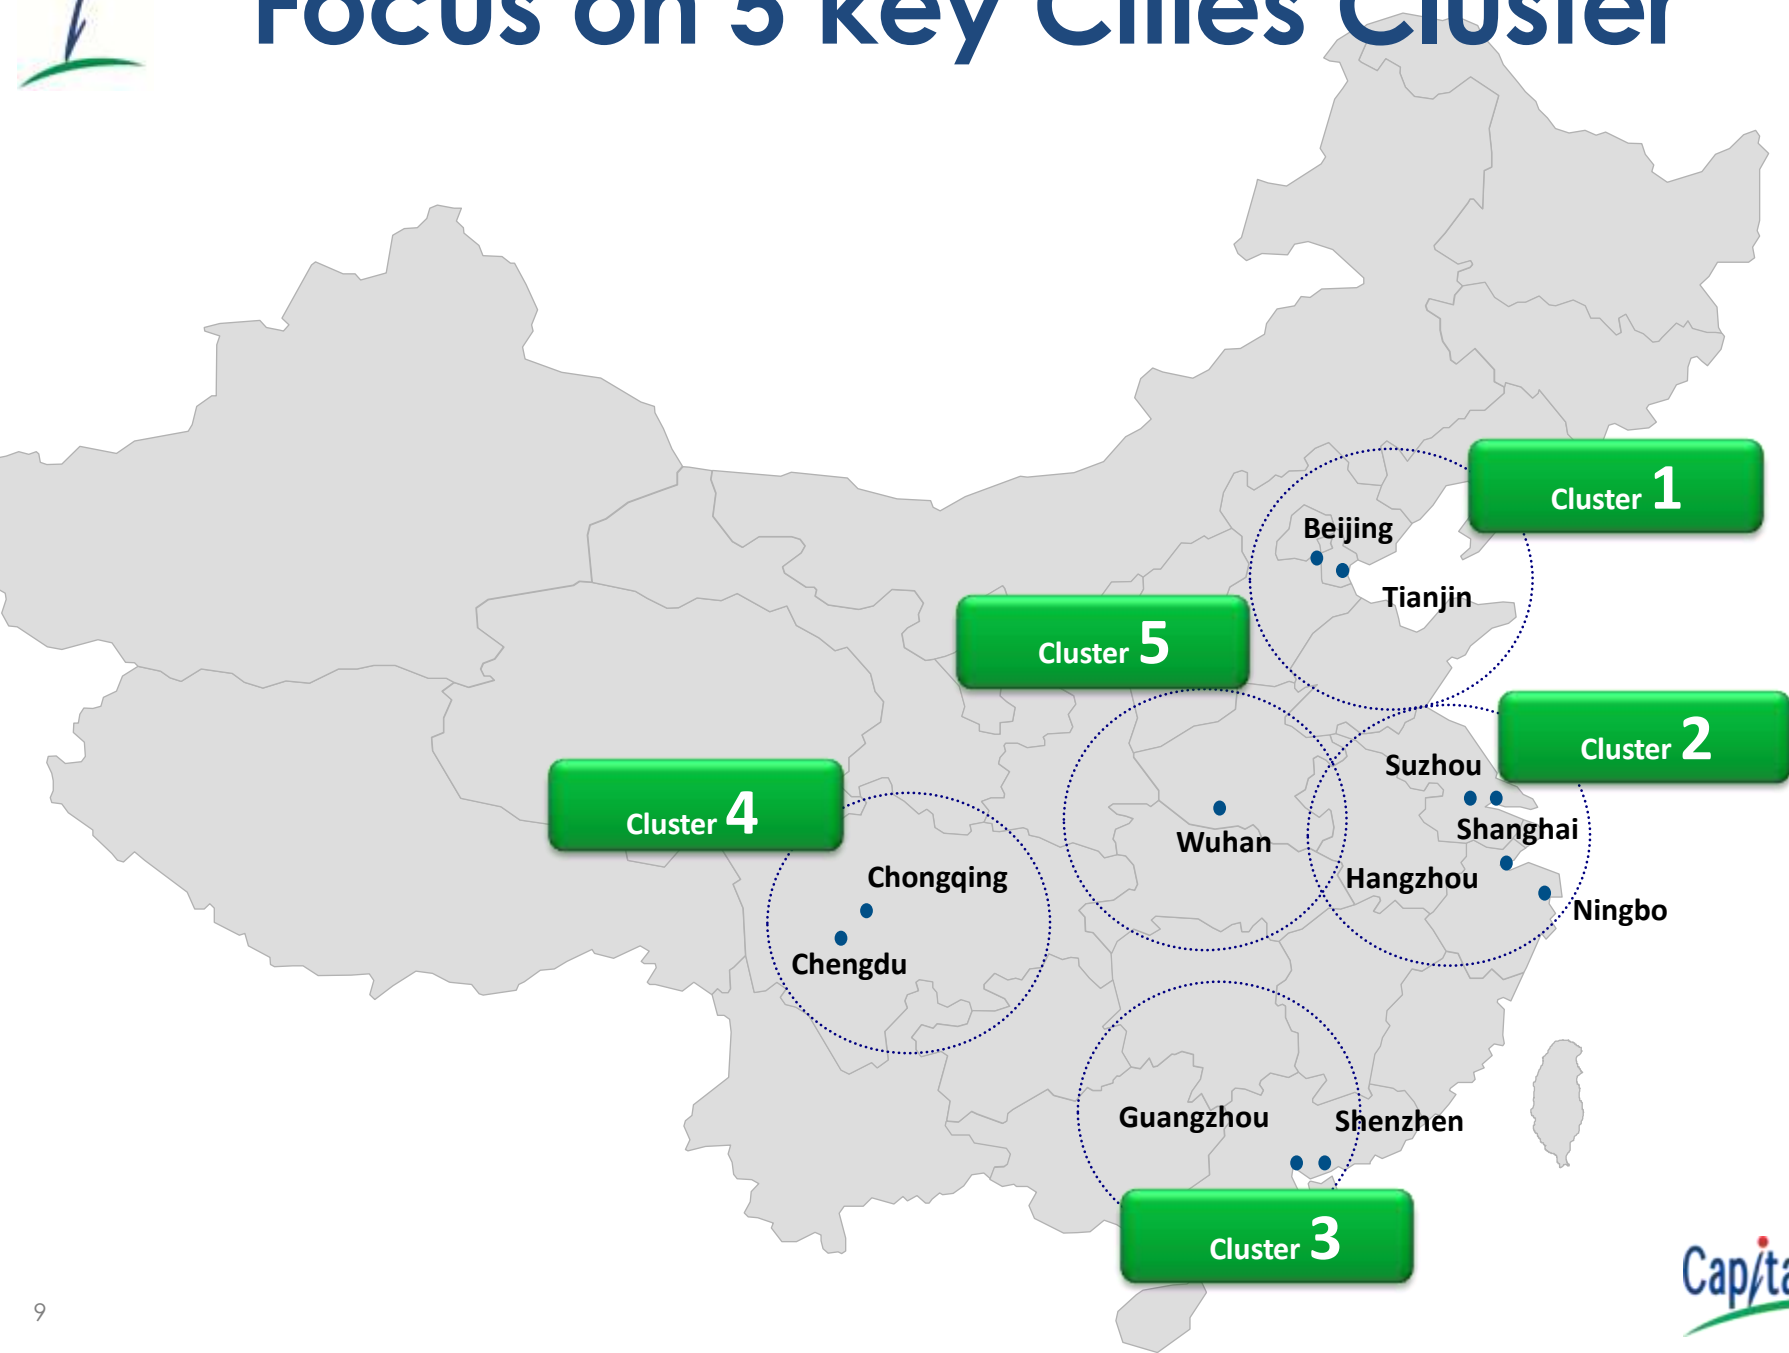 Focus on 5 Key Cities Cluster
Cluster 1
Beijing
Tianjin
Cluster 5
Cluster 2
Suzhou
Cluster 4
Shanghai
Wuhan
Chongqing
Hangzhou
Ningbo
Chengdu
Guangzhou
Shenzhen
Cluster 3
Capita
9